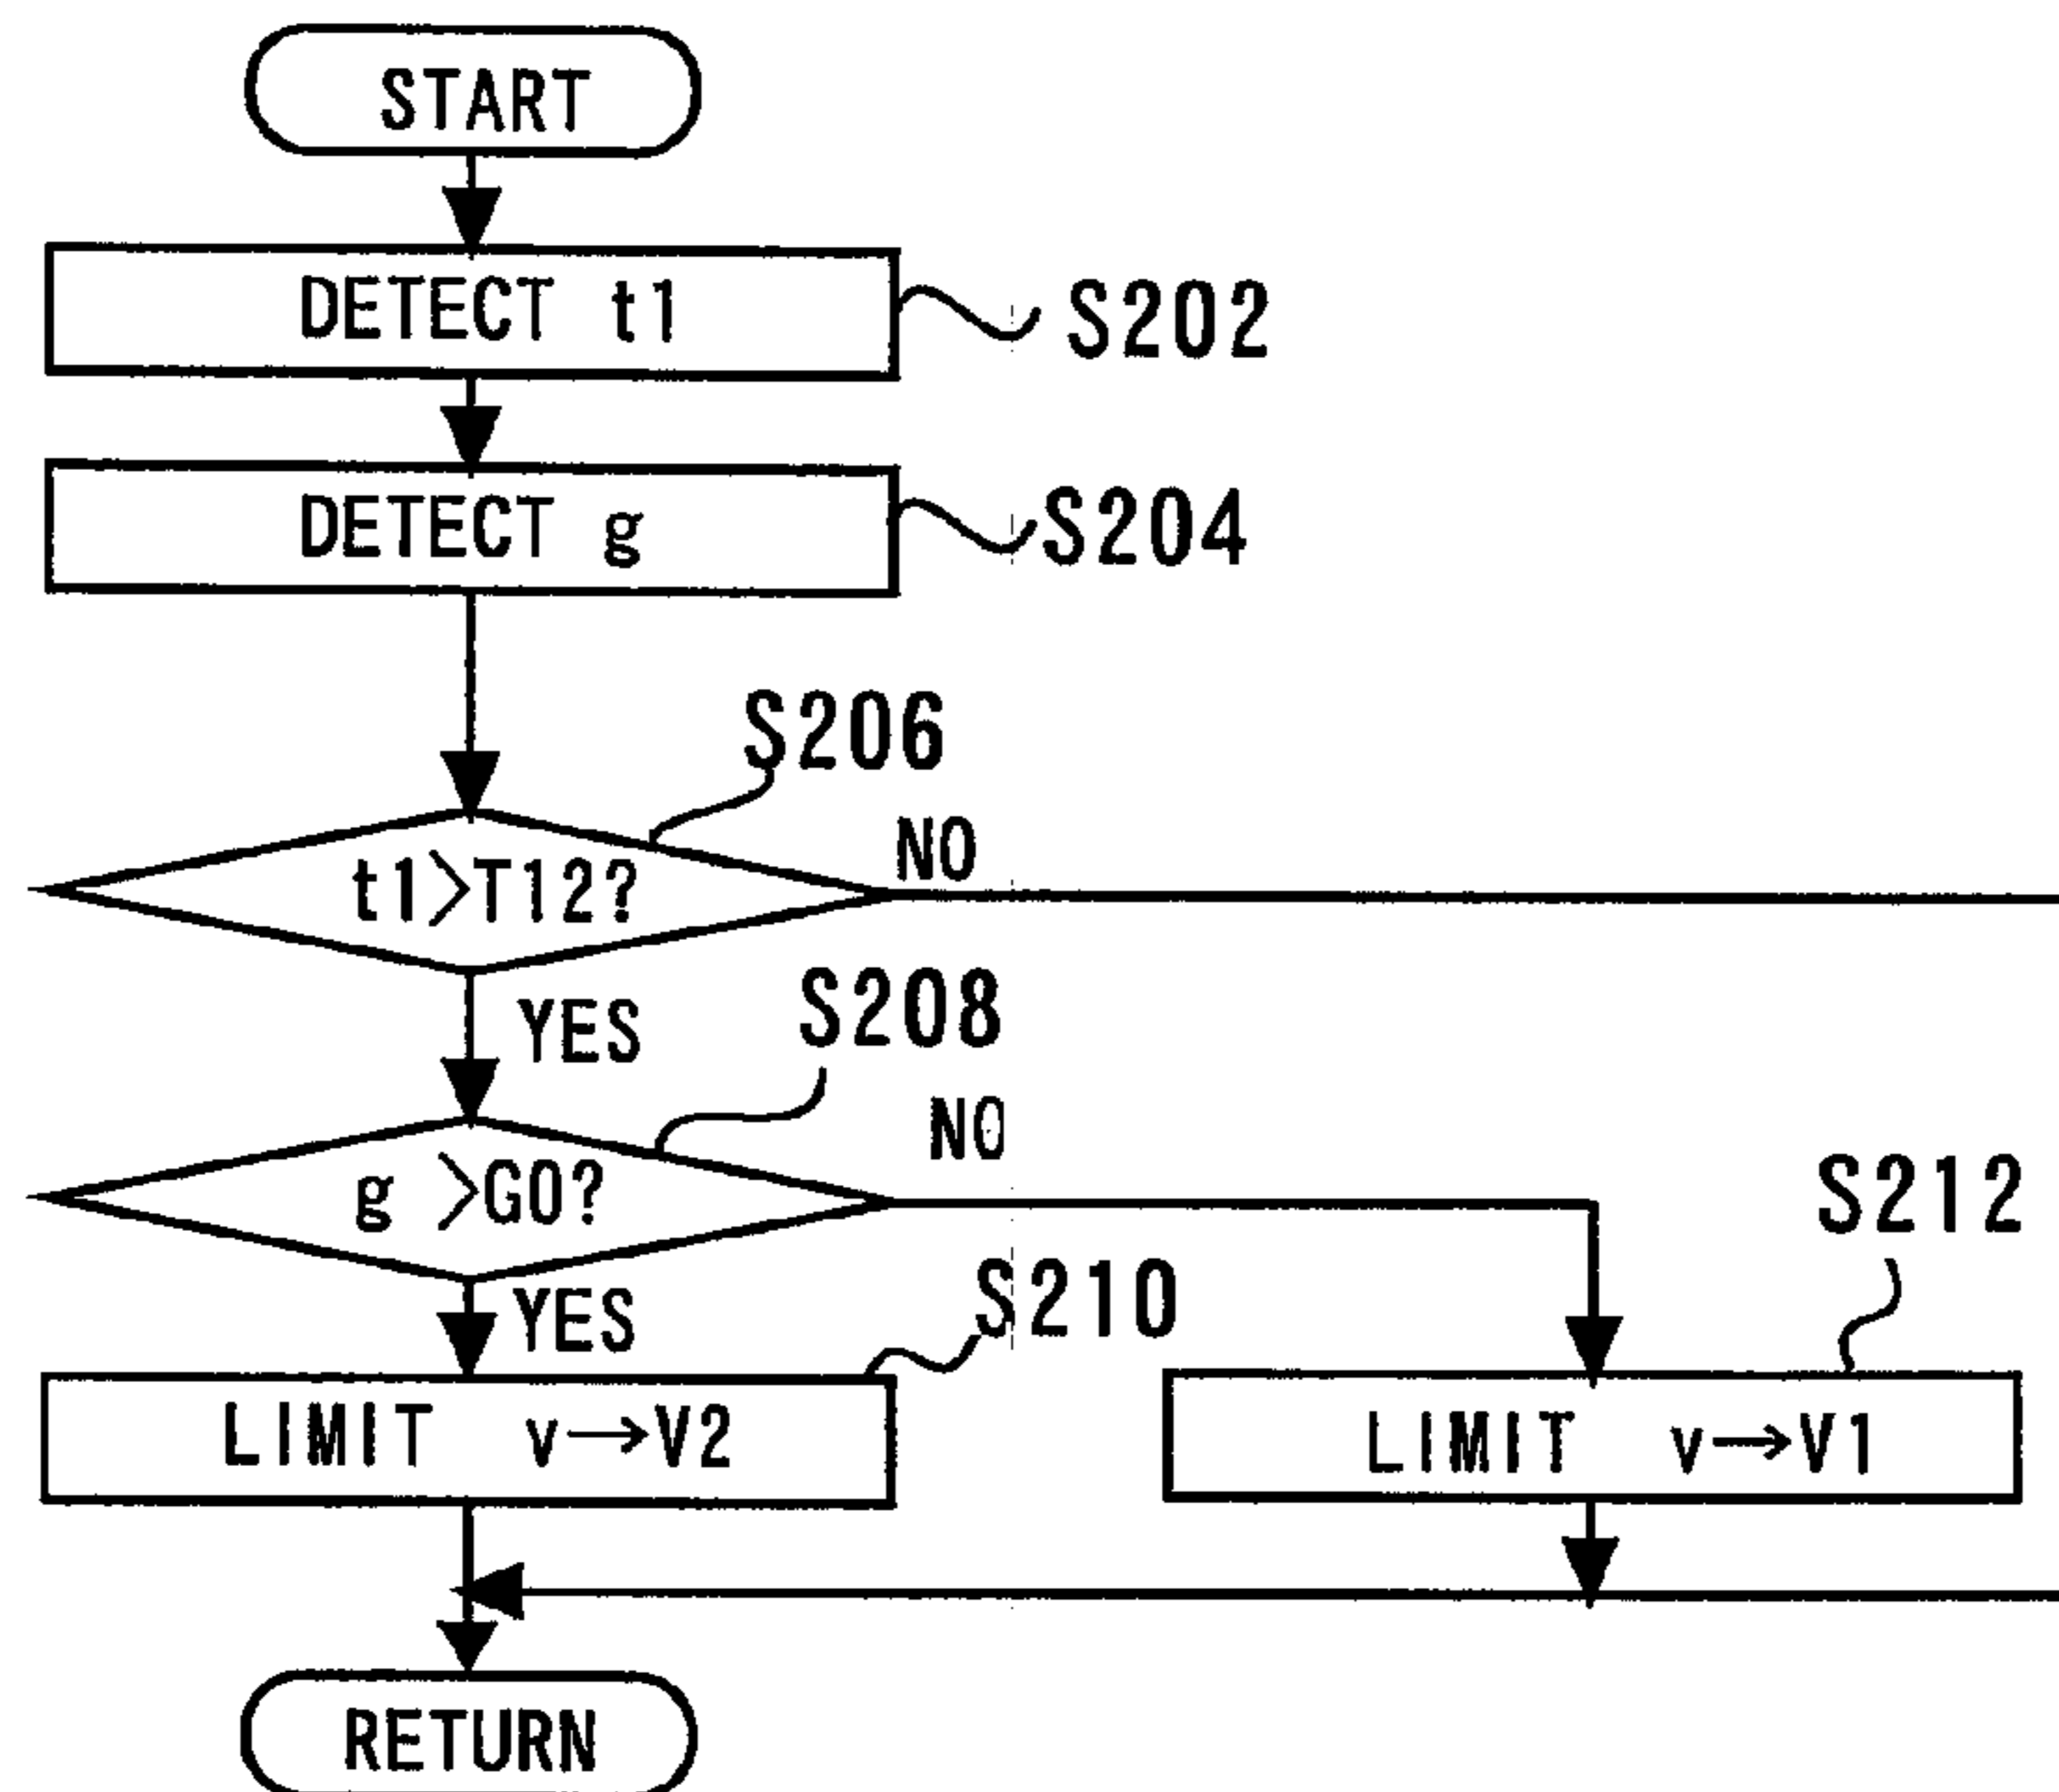 START
DETECT t1
S202
DETECT g
S204
S206
t1>T12?
NO
YES
S208
g >G0?
NO
YES
S212
S210
LIMIT v→V2
LIMIT v→V1
RETURN